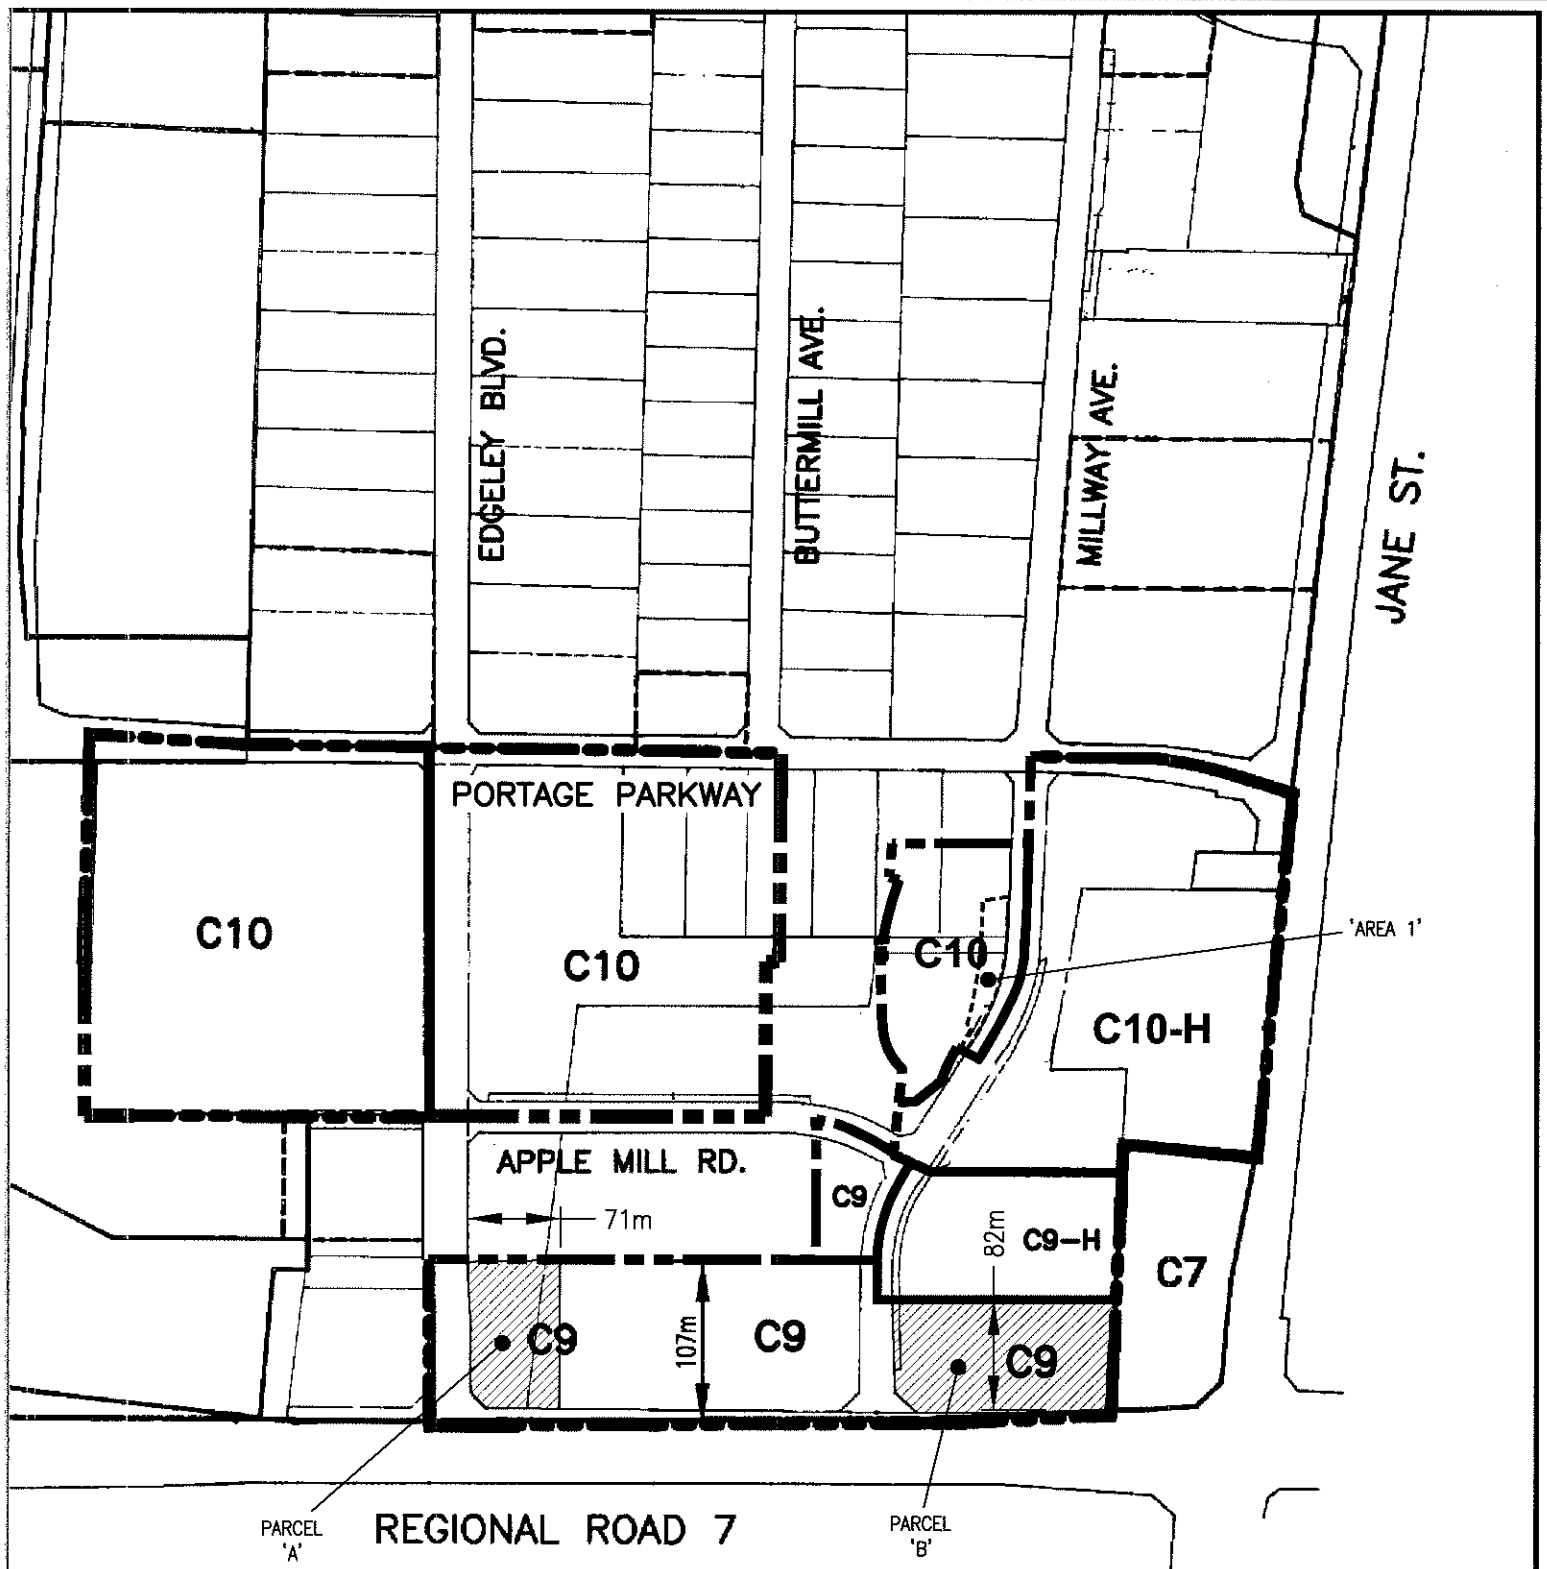 EDGELEY BLVD.
BUTTERMILL AVE.
MILLWAY AVE.
JANE ST.
PORTAGE PARKWAY
C10
C10
C10
'AREA 1'
C10-H
APPLE MILL RD.
C9
71m
82m
C9-H
C7
C9
107m
C9
C9
PARCEL
'A'
REGIONAL ROAD 7
PARCEL
'B'